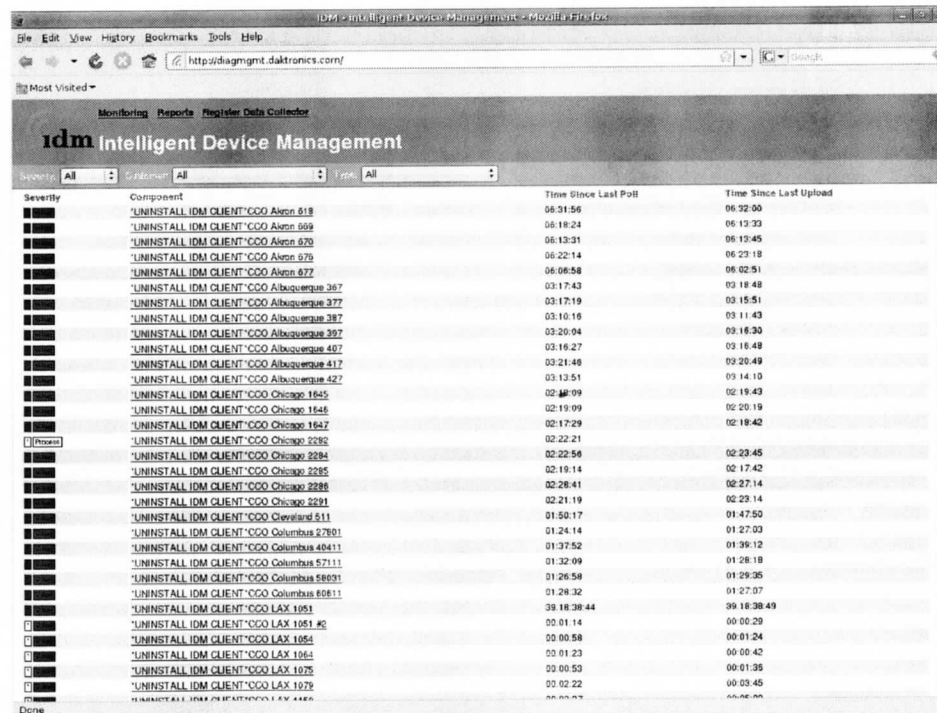 IDM - Intelligent Device Management - Mozilla Firefox
File Edit View History Bookmarks Tools Help
http://diagmgmt.daktronics.com/ Google
Most Visited
Monitoring Reports Register Data Collector
idm Intelligent Device Management
Severity All Customer All Type All
Severity Component Time Since Last Poll Time Since Last Upload
*UNINSTALL IDM CLIENT*CCO Akron 619 06:31:56 06:32:00
*UNINSTALL IDM CLIENT*CCO Akron 669 06:18:24 06:13:33
*UNINSTALL IDM CLIENT*CCO Akron 670 06:13:31 06:13:45
*UNINSTALL IDM CLIENT*CCO Akron 676 06:22:14 06:23:18
*UNINSTALL IDM CLIENT*CCO Akron 677 06:06:58 06:02:51
*UNINSTALL IDM CLIENT*CCO Albuquerque 367 03:17:43 03:18:48
*UNINSTALL IDM CLIENT*CCO Albuquerque 377 03:17:19 03:15:51
*UNINSTALL IDM CLIENT*CCO Albuquerque 387 03:10:16 03:11:43
*UNINSTALL IDM CLIENT*CCO Albuquerque 397 03:20:04 03:16:30
*UNINSTALL IDM CLIENT*CCO Albuquerque 407 03:16:27 03:16:48
*UNINSTALL IDM CLIENT*CCO Albuquerque 417 03:21:46 03:20:49
*UNINSTALL IDM CLIENT*CCO Albuquerque 427 03:13:51 03:14:10
*UNINSTALL IDM CLIENT*CCO Chicago 1645 02:19:43
*UNINSTALL IDM CLIENT*CCO Chicago 1646 02:19:09 02:20:19
*UNINSTALL IDM CLIENT*CCO Chicago 1647 02:17:29 02:18:42
Process *UNINSTALL IDM CLIENT*CCO Chicago 2282 02:22:21
*UNINSTALL IDM CLIENT*CCO Chicago 2284 02:22:56 02:23:45
*UNINSTALL IDM CLIENT*CCO Chicago 2285 02:19:14 02:17:42
*UNINSTALL IDM CLIENT*CCO Chicago 2286 02:28:41 02:27:14
*UNINSTALL IDM CLIENT*CCO Chicago 2291 02:21:19 02:23:14
*UNINSTALL IDM CLIENT*CCO Cleveland 511 01:50:17 01:47:50
*UNINSTALL IDM CLIENT*CCO Columbus 27601 01:24:14 01:27:03
*UNINSTALL IDM CLIENT*CCO Columbus 40411 01:37:52 01:39:12
*UNINSTALL IDM CLIENT*CCO Columbus 57111 01:32:09 01:28:18
*UNINSTALL IDM CLIENT*CCO Columbus 58031 01:26:58 01:29:35
*UNINSTALL IDM CLIENT*CCO Columbus 60611 01:28:32 01:27:07
*UNINSTALL IDM CLIENT*CCO LAX 1051 39.18:38:44 39.18:38:49
*UNINSTALL IDM CLIENT*CCO LAX 1051 #2 00:01:14 00:00:29
*UNINSTALL IDM CLIENT*CCO LAX 1054 00:00:58 00:01:24
*UNINSTALL IDM CLIENT*CCO LAX 1064 00:01:23 00:00:42
*UNINSTALL IDM CLIENT*CCO LAX 1075 00:00:53 00:01:35
*UNINSTALL IDM CLIENT*CCO LAX 1079 00:02:22 00:03:45
Done